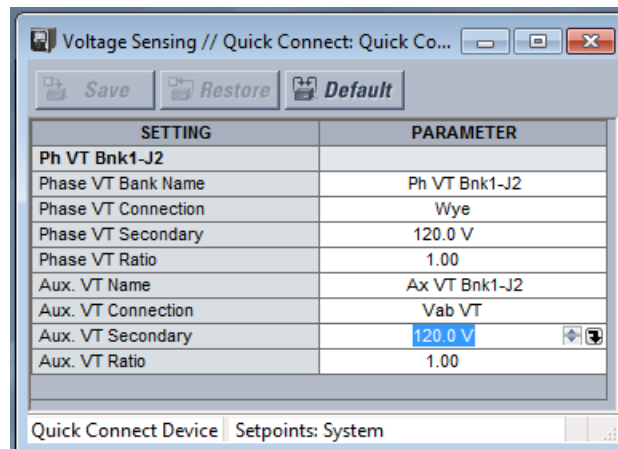 Voltage Sensing // Quick Connect: Quick Co...
Save Restore Default
SETTING PARAMETER
Ph VT Bnk1-J2
Phase VT Bank Name Ph VT Bnk1-J2
Phase VT Connection Wye
Phase VT Secondary 120.0 V
Phase VT Ratio 1.00
Aux. VT Name Ax VT Bnk1-J2
Aux. VT Connection Vab VT
Aux. VT Secondary 120.0 V
Aux. VT Ratio 1.00
Quick Connect Device Setpoints: System